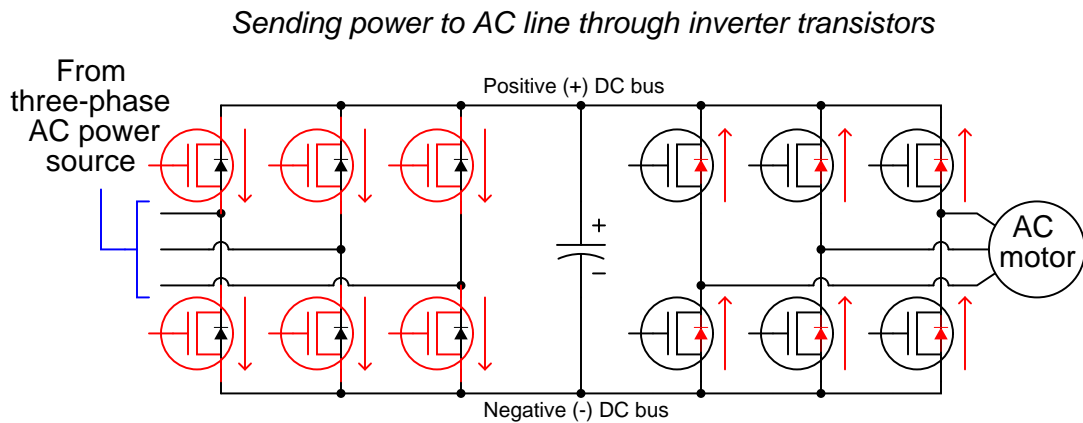 Sending power to AC line through inverter transistors
From
three-phase
AC power
source
Positive (+) DC bus
+
-
AC
motor
Negative (-) DC bus